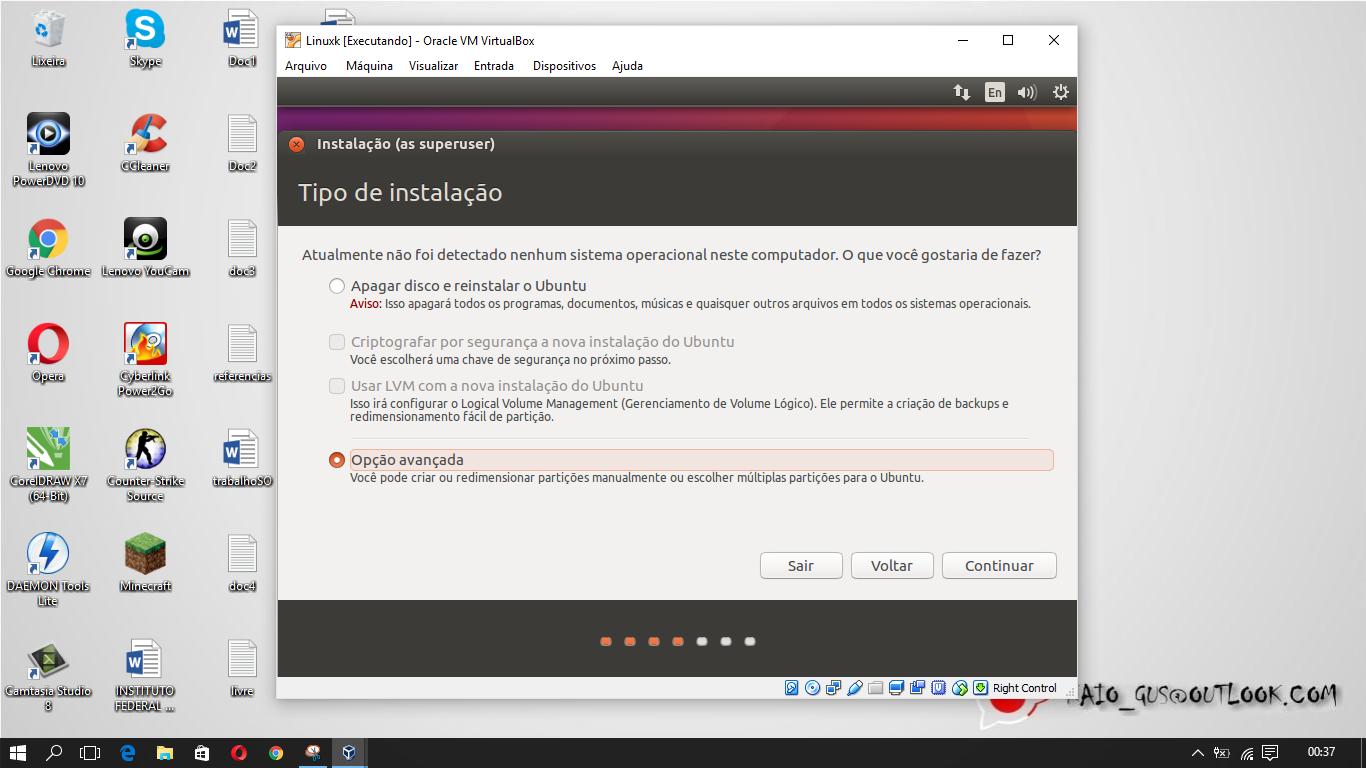 Lixeira
Skype
Doc1
Lenovo
PowerDVD 10
CCleaner
Doc2
Google Chrome
Lenovo YouCam
doc3
Opera
Cyberlink
Power2Go
referencias
CorelDRAW X7
(64-Bit)
Counter-Strike
Source
trabalhoSO
DAEMON Tools
Lite
Minecraft
doc4
Camtasia Studio
8
INSTITUTO
FEDERAL ...
livre
Linuxk [Executando] - Oracle VM VirtualBox
Arquivo Máquina Visualizar Entrada Dispositivos Ajuda
En
Instalação (as superuser)
Tipo de instalação
Atualmente não foi detectado nenhum sistema operacional neste computador. O que você gostaria de fazer?
Apagar disco e reinstalar o Ubuntu
Aviso: Isso apagará todos os programas, documentos, músicas e quaisquer outros arquivos em todos os sistemas operacionais.
Criptografar por segurança a nova instalação do Ubuntu
Você escolherá uma chave de segurança no próximo passo.
Usar LVM com a nova instalação do Ubuntu
Isso irá configurar o Logical Volume Management (Gerenciamento de Volume Lógico). Ele permite a criação de backups e
redimensionamento fácil de partição.
Opção avançada
Você pode criar ou redimensionar partições manualmente ou escolher múltiplas partições para o Ubuntu.
Sair Voltar Continuar
Right Control
AIO_GUS@OUTLOOK.COM
00:37